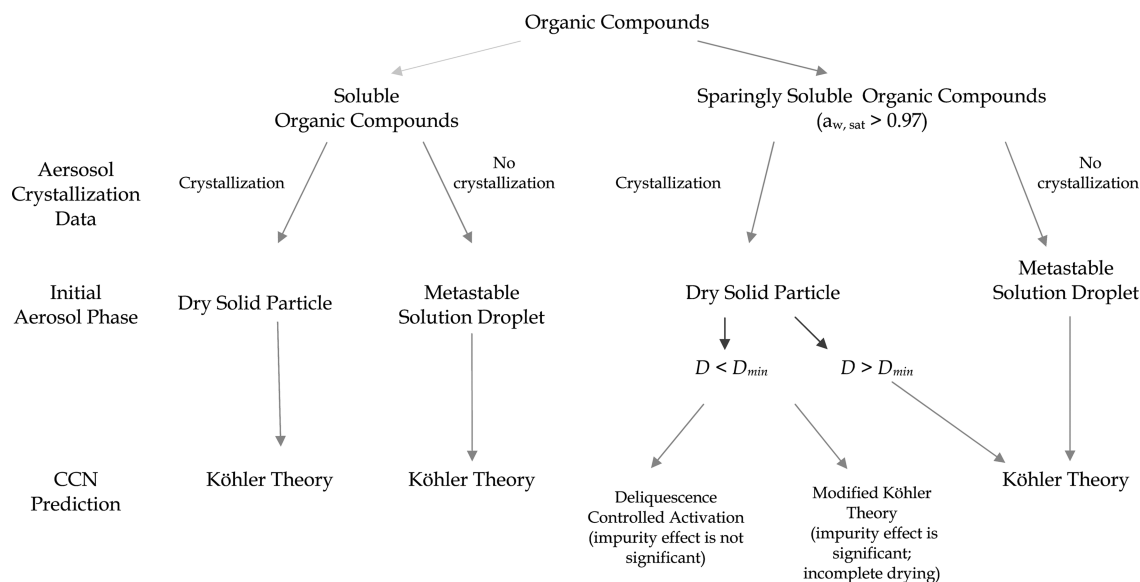 Organic Compounds
Soluble
Organic Compounds
Sparingly Soluble Organic Compounds
(aw, sat > 0.97)
Aersosol
Crystallization
Data
Crystallization
No
crystallization
Crystallization
No
crystallization
Initial
Aerosol Phase
Dry Solid Particle
Metastable
Solution Droplet
Dry Solid Particle
Metastable
Solution Droplet
D < Dmin
D > Dmin
CCN
Prediction
Köhler Theory
Köhler Theory
Deliquescence
Controlled Activation
(impurity effect is not
significant)
Modified Köhler
Theory
(impurity effect is
significant;
incomplete drying)
Köhler Theory